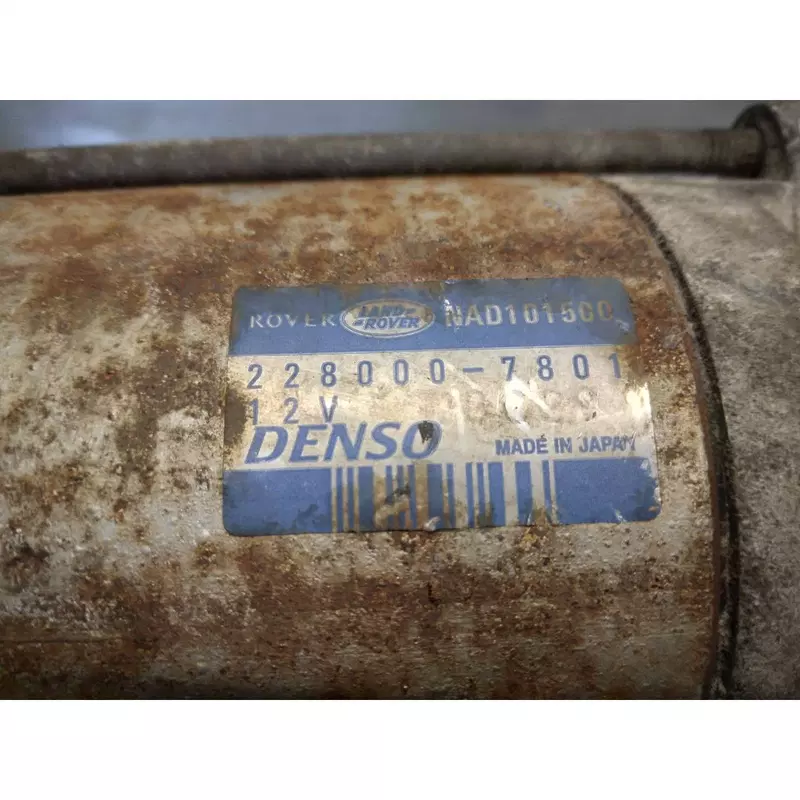 ROVER LAND ROVER NAD101500
228000-7801
12V
DENSO MADE IN JAPAN